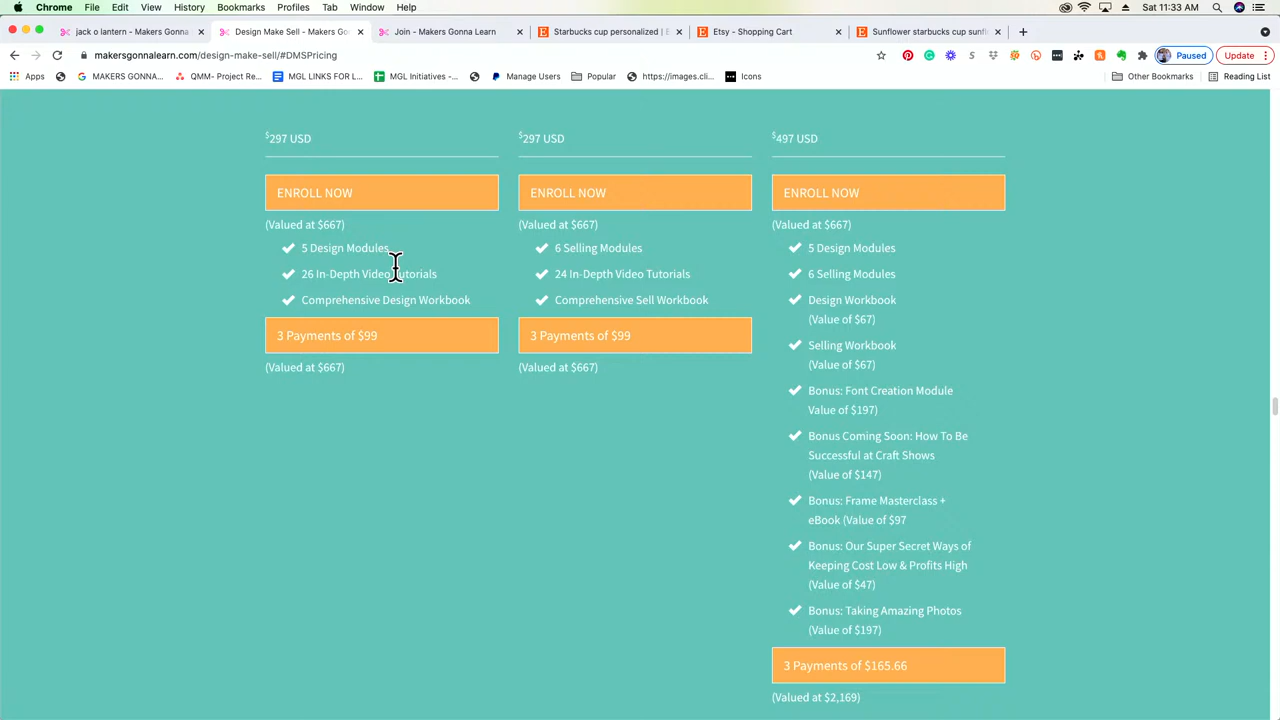 Chrome File Edit View History Bookmarks Profiles Tab Window Help Sat 11:33 AM
jack o lantern - Makers Gonna Design Make Sell - Makers Go Join - Makers Gonna Learn Starbucks cup personalized | E Etsy - Shopping Cart Sunflower starbucks cup sunfl
makersgonnalearn.com/design-make-sell/#DMSPricing Paused Update
Apps MAKERS GONNA... QMM- Project Re... MGL LINKS FOR L... MGL Initiatives -... Manage Users Popular https://images.cli... Icons Other Bookmarks Reading List
$297 USD
ENROLL NOW
(Valued at $667)
5 Design Modules
26 In-Depth Video Tutorials
Comprehensive Design Workbook
3 Payments of $99
(Valued at $667)
$297 USD
ENROLL NOW
(Valued at $667)
6 Selling Modules
24 In-Depth Video Tutorials
Comprehensive Sell Workbook
3 Payments of $99
(Valued at $667)
$497 USD
ENROLL NOW
(Valued at $667)
5 Design Modules
6 Selling Modules
Design Workbook
(Value of $67)
Selling Workbook
(Value of $67)
Bonus: Font Creation Module
Value of $197)
Bonus Coming Soon: How To Be
Successful at Craft Shows
(Value of $147)
Bonus: Frame Masterclass +
eBook (Value of $97
Bonus: Our Super Secret Ways of
Keeping Cost Low & Profits High
(Value of $47)
Bonus: Taking Amazing Photos
(Value of $197)
3 Payments of $165.66
(Valued at $2,169)